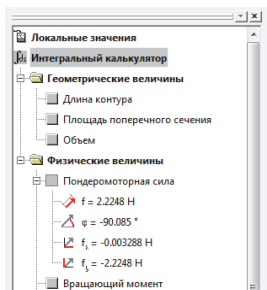 Локальные значения
Интегральный калькулятор
Геометрические величины
Длина контура
Площадь поперечного сечения
Объем
Физические величины
Пондеромоторная сила
f = 2.2248 Н
φ = -90.085 °
fₓ = -0.003288 Н
fᵧ = -2.2248 Н
Вращающий момент